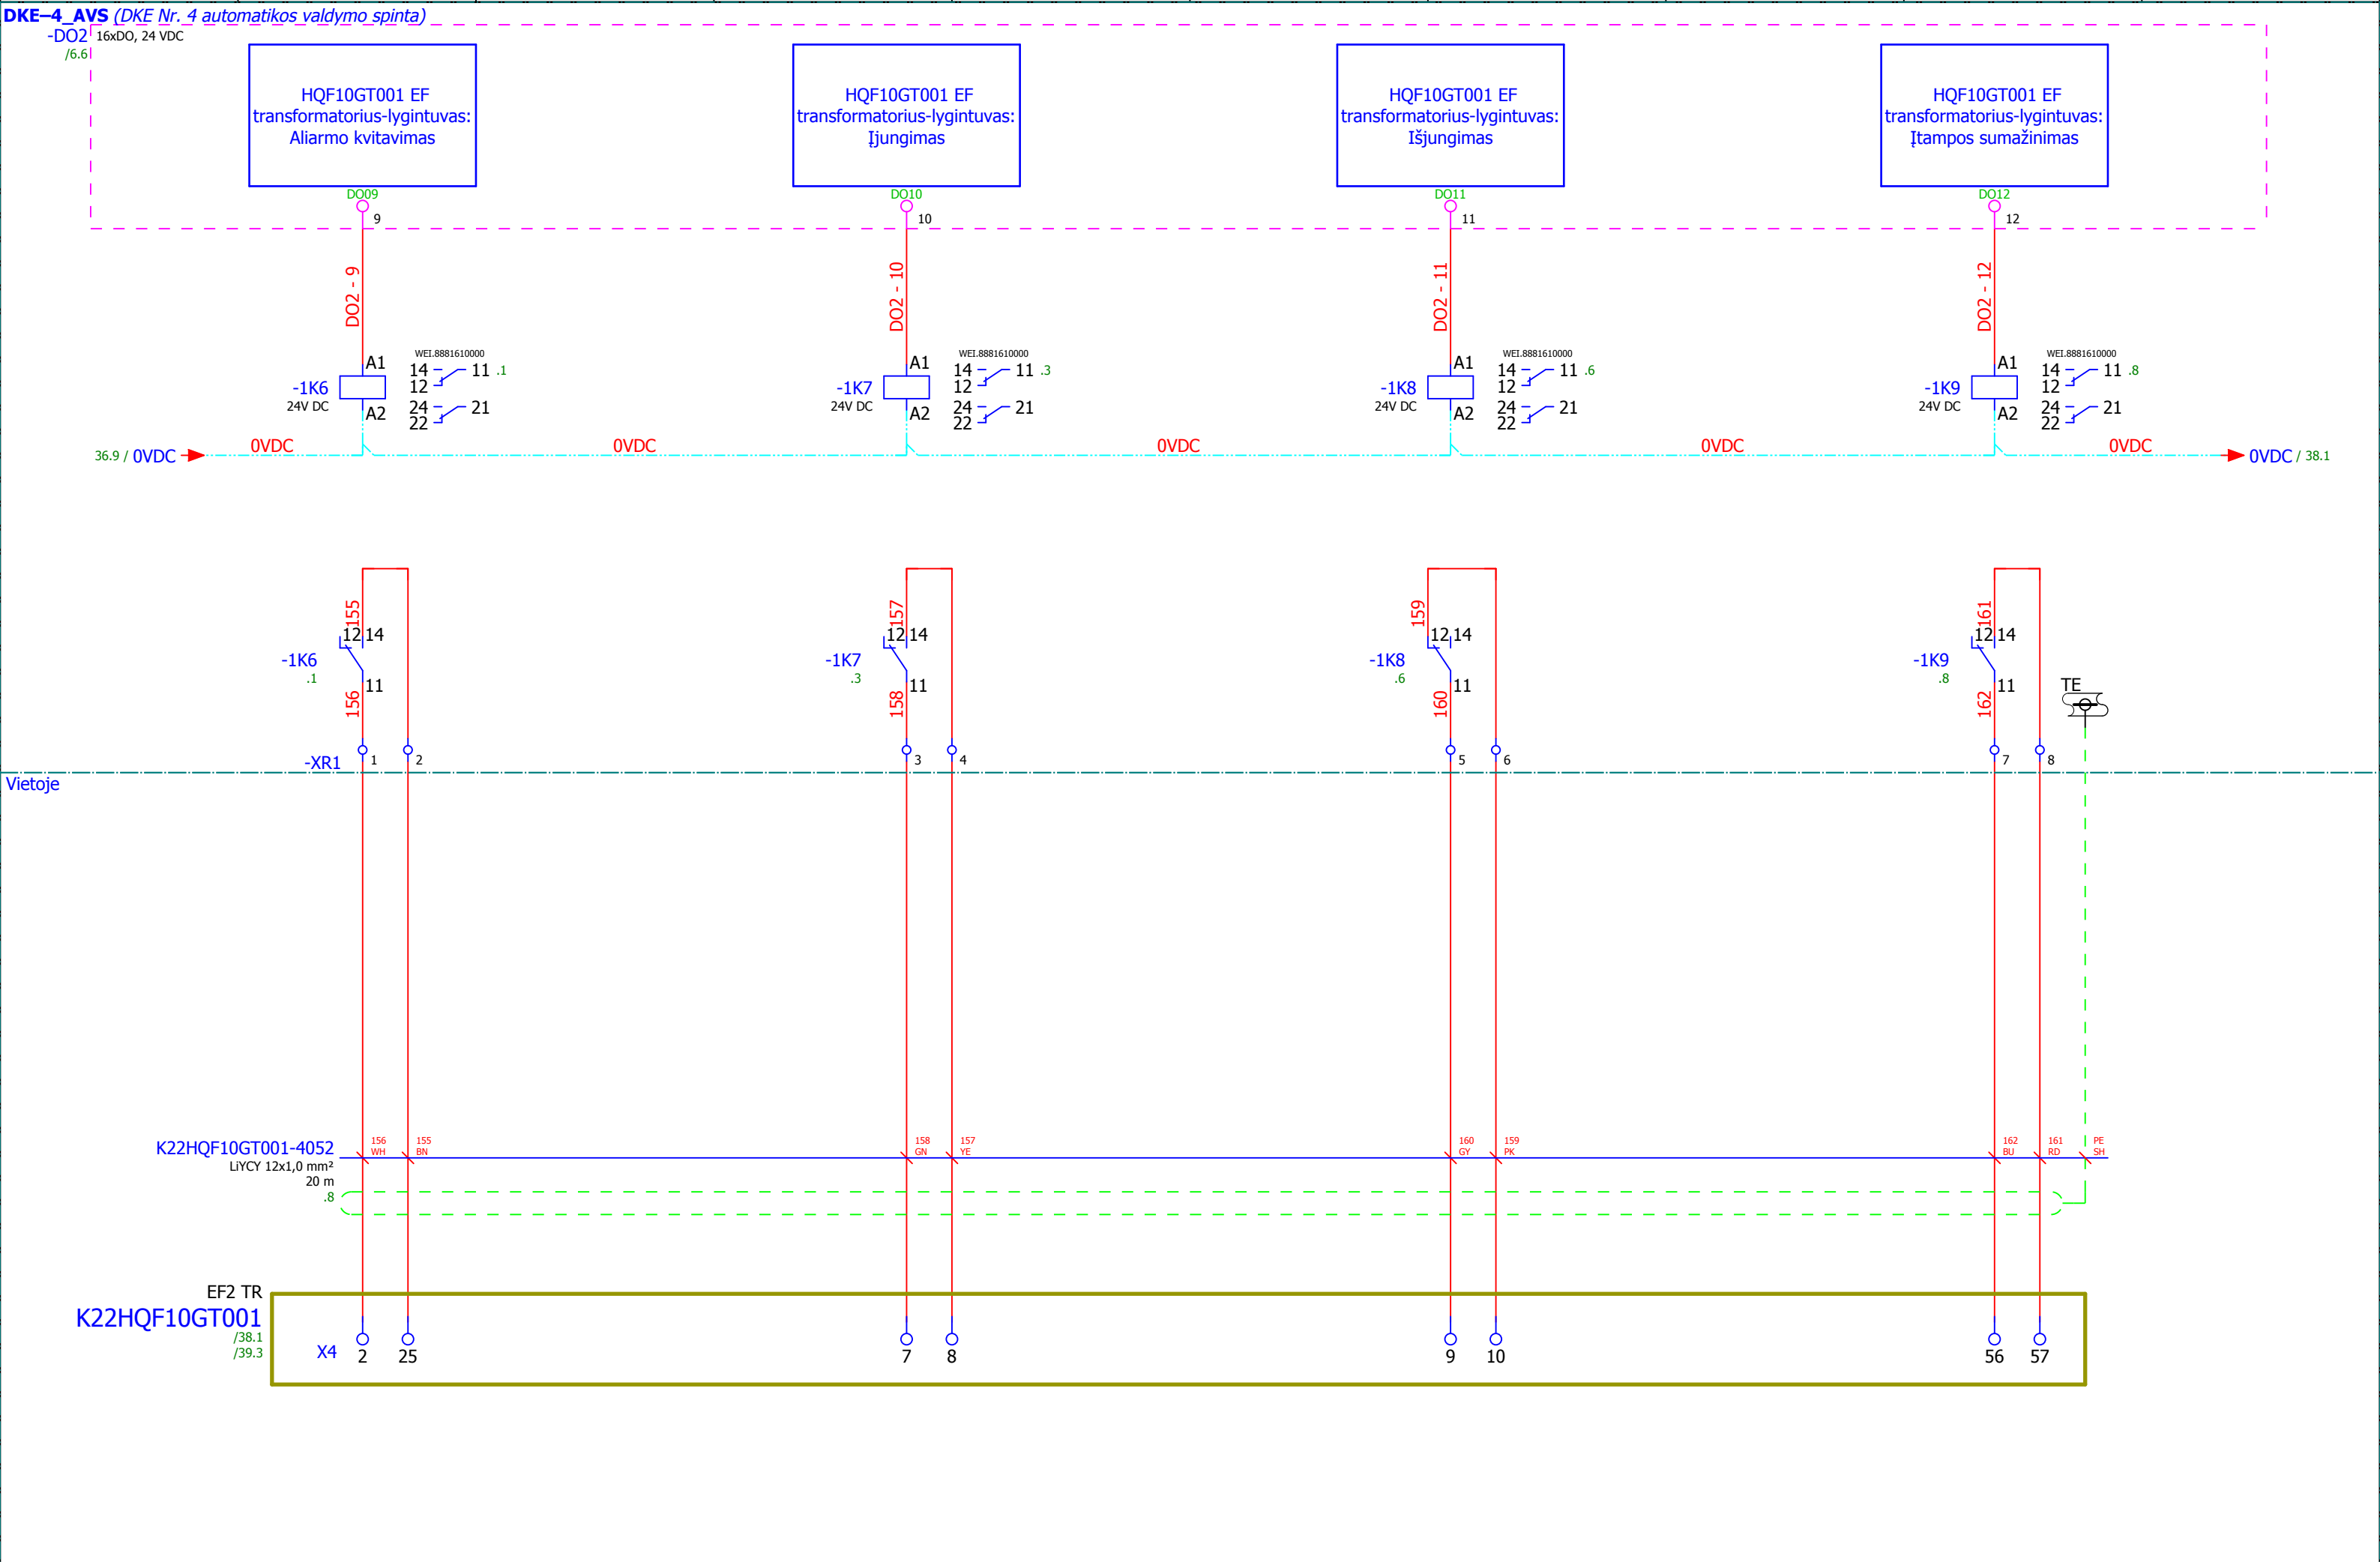 DKE–4_AVS (DKE Nr. 4 automatikos valdymo spinta)
-DO2 16xDO, 24 VDC
/6.6
HQF10GT001 EF
transformatorius-lygintuvas:
Aliarmo kvitavimas
HQF10GT001 EF
transformatorius-lygintuvas:
Įjungimas
HQF10GT001 EF
transformatorius-lygintuvas:
Išjungimas
HQF10GT001 EF
transformatorius-lygintuvas:
Įtampos sumažinimas
DO09 DO10 DO11 DO12
9 10 11 12
DO2 - 9 DO2 - 10 DO2 - 11 DO2 - 12
-1K6
24V DC
A1
A2
WEI.8881610000
14 11 .1
12
24 21
22
-1K7
24V DC
A1
A2
WEI.8881610000
14 11 .3
12
24 21
22
-1K8
24V DC
A1
A2
WEI.8881610000
14 11 .6
12
24 21
22
-1K9
24V DC
A1
A2
WEI.8881610000
14 11 .8
12
24 21
22
36.9 / 0VDC 0VDC 0VDC 0VDC 0VDC 0VDC 0VDC / 38.1
155
12 14
-1K6
.1
11
156
157
12 14
-1K7
.3
11
158
159
12 14
-1K8
.6
11
160
161
12 14
-1K9
.8
11
162
TE
-XR1 1 2 3 4 5 6 7 8
Vietoje
K22HQF10GT001-4052
LiYCY 12x1,0 mm²
20 m
.8
156 155 158 157 160 159 162 161 PE
WH BN GN YE GY PK BU RD SH
EF2 TR
K22HQF10GT001
/38.1
/39.3
X4 2 25 7 8 9 10 56 57